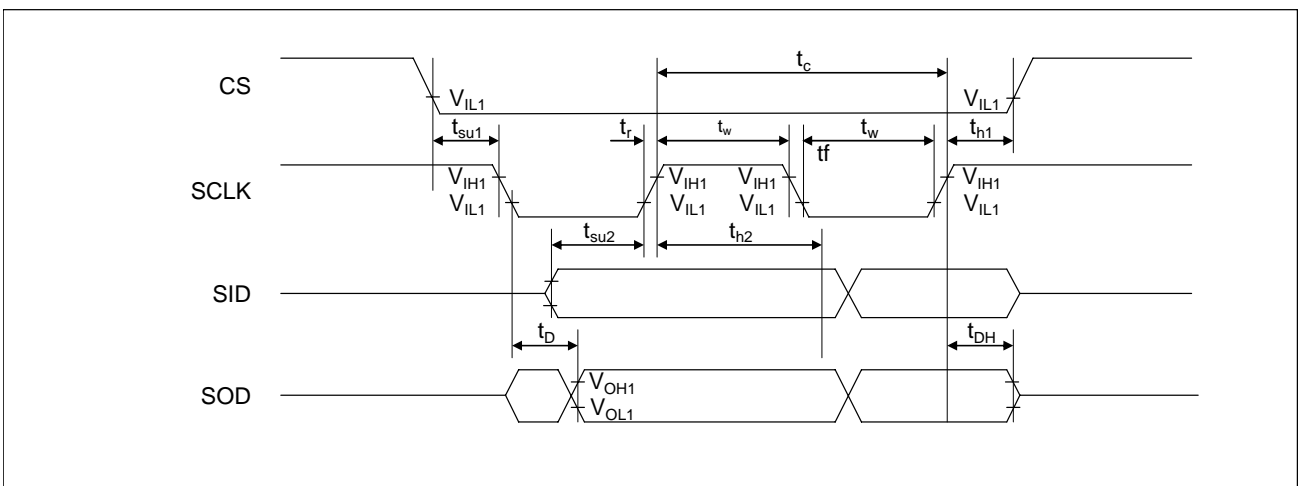 t_c
CS
V_IL1 V_IL1
t_su1 t_r t_w t_w t_h1
tf
SCLK
V_IH1 V_IH1 V_IH1 V_IH1
V_IL1 V_IL1 V_IL1 V_IL1
t_su2 t_h2
SID
t_D t_DH
SOD
V_OH1
V_OL1